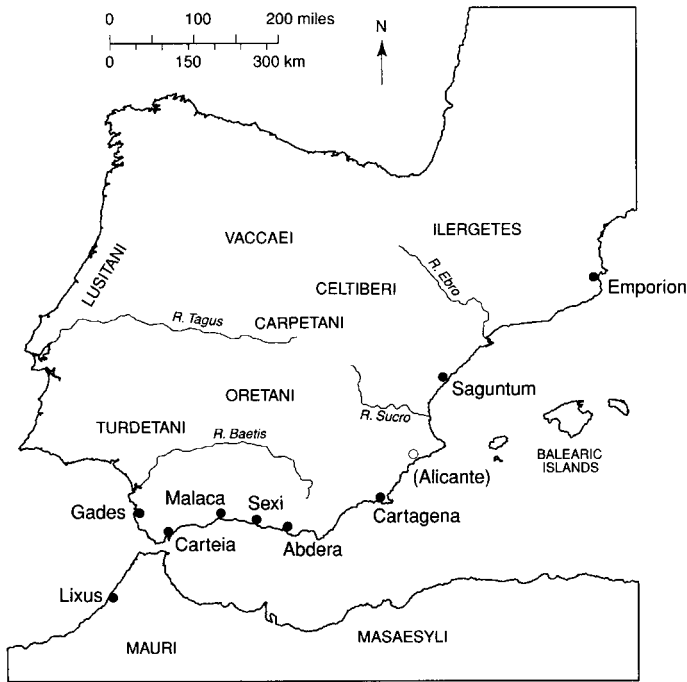 0 100 200 miles
0 150 300 km
N
ILERGETES
VACCAEI
R. Ebro
LUSITANI
CELTIBERI
Emporion
R. Tagus
CARPETANI
Saguntum
ORETANI
R. Sucro
TURDETANI
R. Baetis
BALEARIC
ISLANDS
(Alicante)
Malaca
Sexi
Gades
Cartagena
Carteia
Abdera
Lixus
MAURI
MASAESYLI